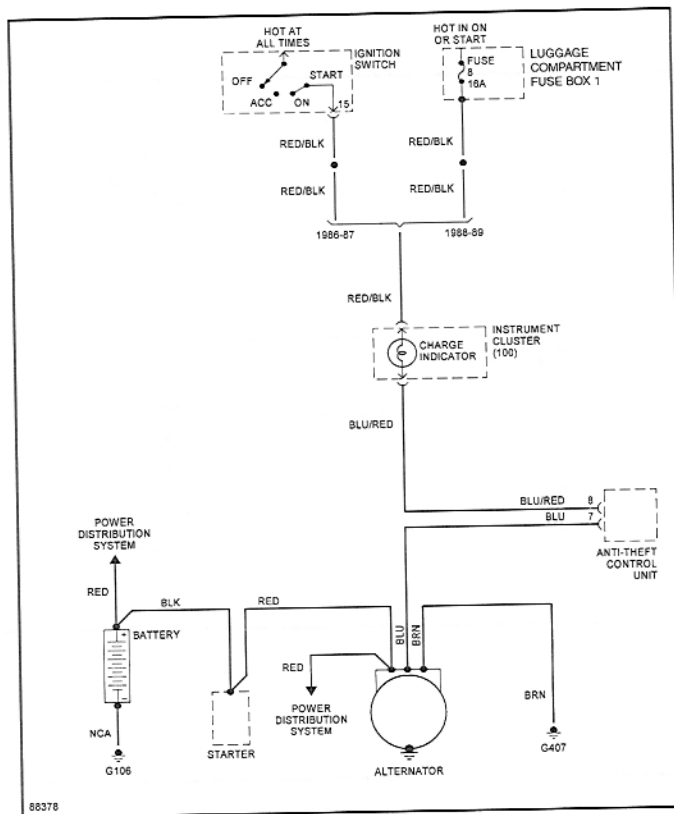 HOT AT
ALL TIMES
IGNITION
SWITCH
OFF
START
ACC
ON
15
HOT IN ON
OR START
FUSE
8
16A
LUGGAGE
COMPARTMENT
FUSE BOX 1
RED/BLK
RED/BLK
RED/BLK
RED/BLK
1986-87
1988-89
RED/BLK
CHARGE
INDICATOR
INSTRUMENT
CLUSTER
(100)
BLU/RED
BLU/RED
8
BLU
7
ANTI-THEFT
CONTROL
UNIT
POWER
DISTRIBUTION
SYSTEM
RED
BLK
RED
BLU
BRN
BATTERY
+
-
RED
POWER
DISTRIBUTION
SYSTEM
BRN
NCA
G106
STARTER
ALTERNATOR
G407
88378